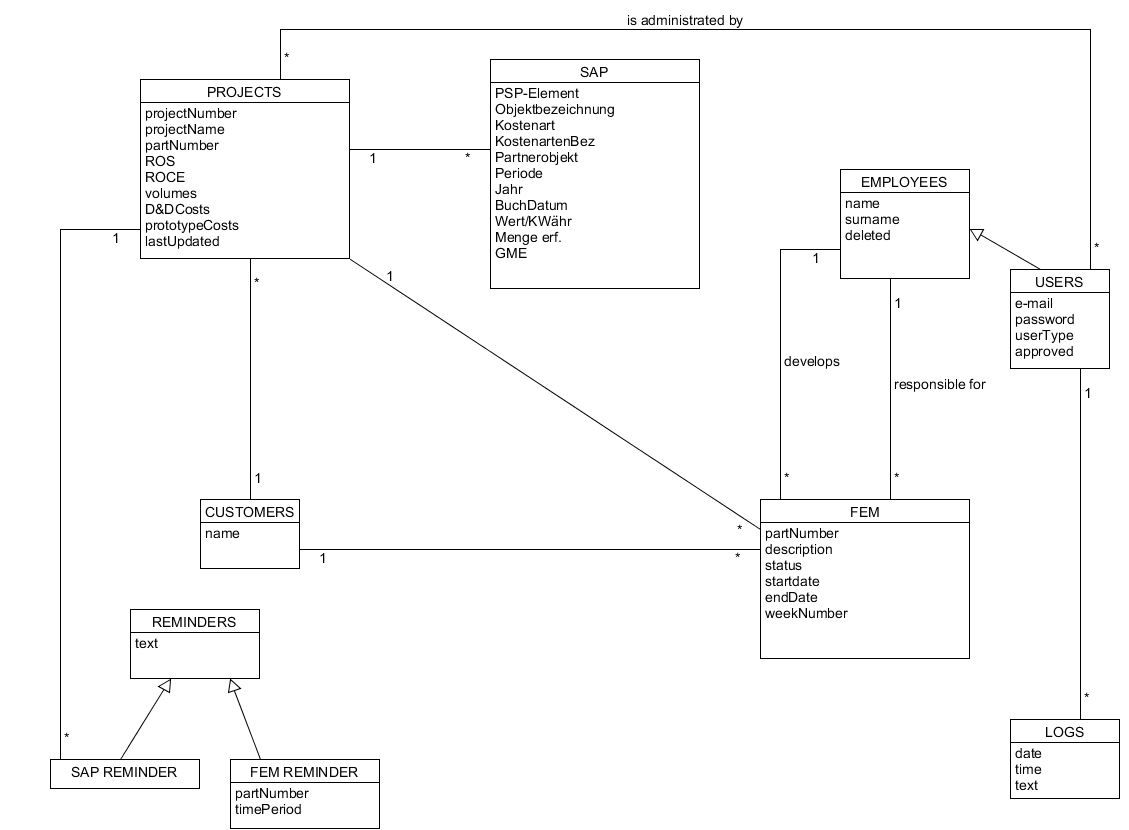 is administrated by
*
PROJECTS
projectNumber
projectName
partNumber
ROS
ROCE
volumes
D&DCosts
prototypeCosts
lastUpdated
1
*
SAP
PSP-Element
Objektbezeichnung
Kostenart
KostenartenBez
Partnerobjekt
Periode
Jahr
BuchDatum
Wert/KWähr
Menge erf.
GME
EMPLOYEES
name
surname
deleted
*
USERS
e-mail
password
userType
approved
1
1
*
1
1
develops
responsible for
1
1
*
*
CUSTOMERS
name
1
*
*
FEM
partNumber
description
status
startdate
endDate
weekNumber
REMINDERS
text
*
SAP REMINDER
FEM REMINDER
partNumber
timePeriod
*
LOGS
date
time
text